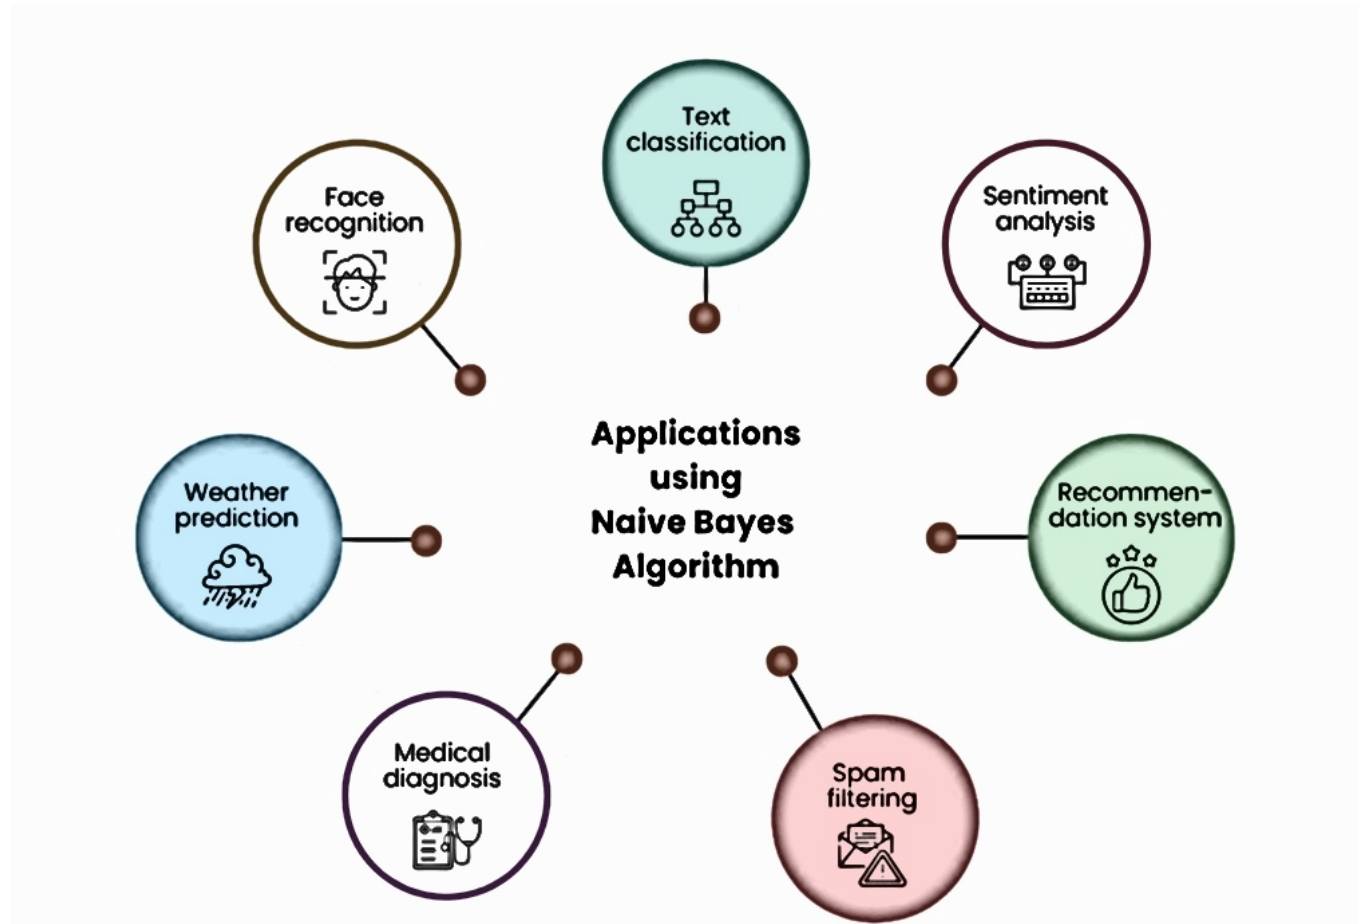 Text
classification
Face
recognition
Sentiment
analysis
Applications
using
Naive Bayes
Algorithm
Weather
prediction
Recommen-
dation system
Medical
diagnosis
Spam
filtering